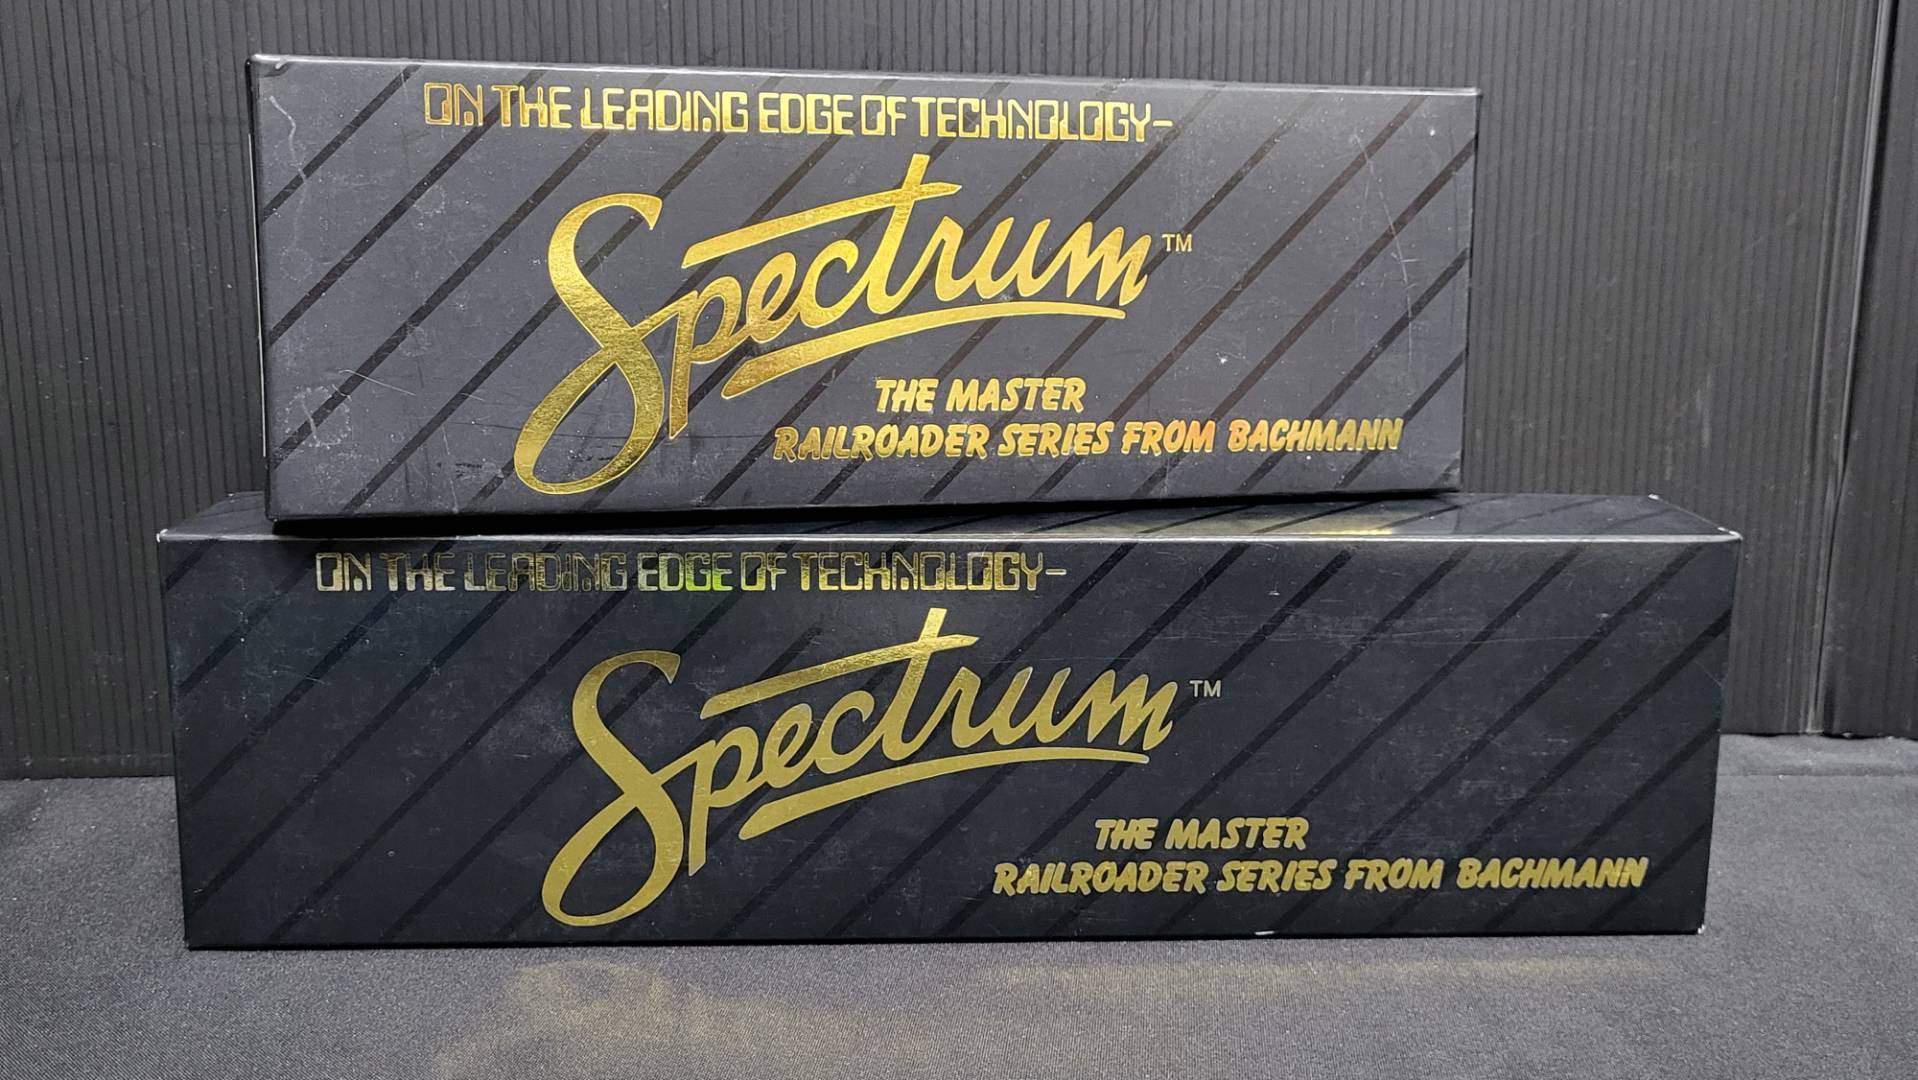 ON THE LEADING EDGE OF TECHNOLOGY-
Spectrum™
THE MASTER
RAILROADER SERIES FROM BACHMANN
ON THE LEADING EDGE OF TECHNOLOGY-
Spectrum™
THE MASTER
RAILROADER SERIES FROM BACHMANN